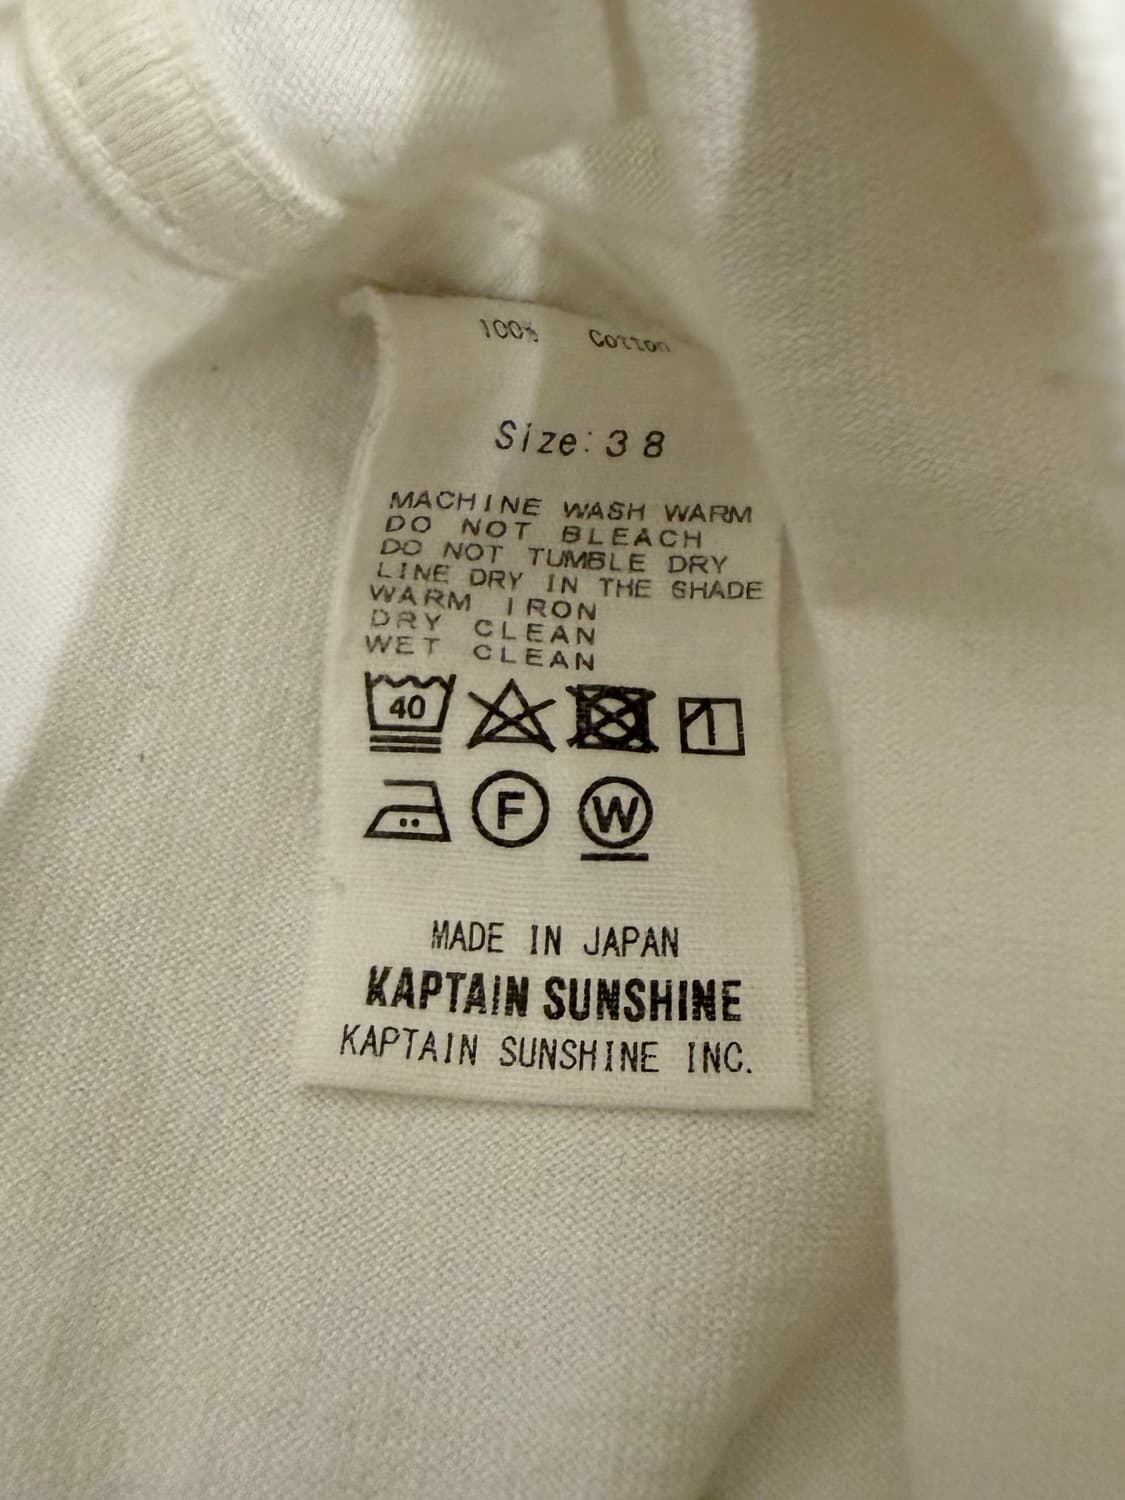 100% Cotton
Size: 38
MACHINE WASH WARM
DO NOT BLEACH
DO NOT TUMBLE DRY
LINE DRY IN THE SHADE
WARM IRON
DRY CLEAN
WET CLEAN
40
F W
MADE IN JAPAN
KAPTAIN SUNSHINE
KAPTAIN SUNSHINE INC.